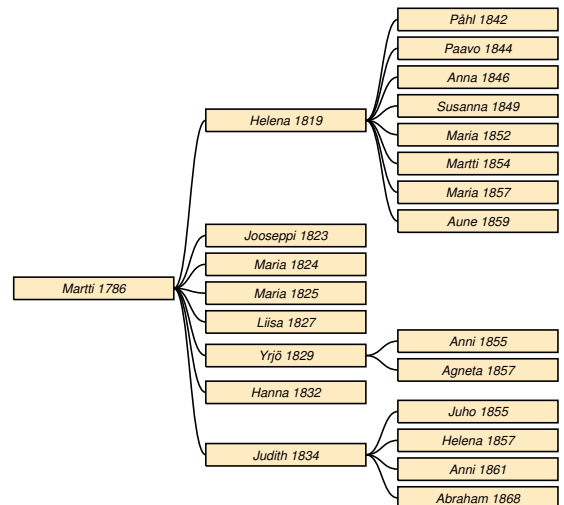 Martti 1786
Helena 1819
Påhl 1842
Paavo 1844
Anna 1846
Susanna 1849
Maria 1852
Martti 1854
Maria 1857
Aune 1859
Jooseppi 1823
Maria 1824
Maria 1825
Liisa 1827
Yrjö 1829
Anni 1855
Agneta 1857
Hanna 1832
Judith 1834
Juho 1855
Helena 1857
Anni 1861
Abraham 1868